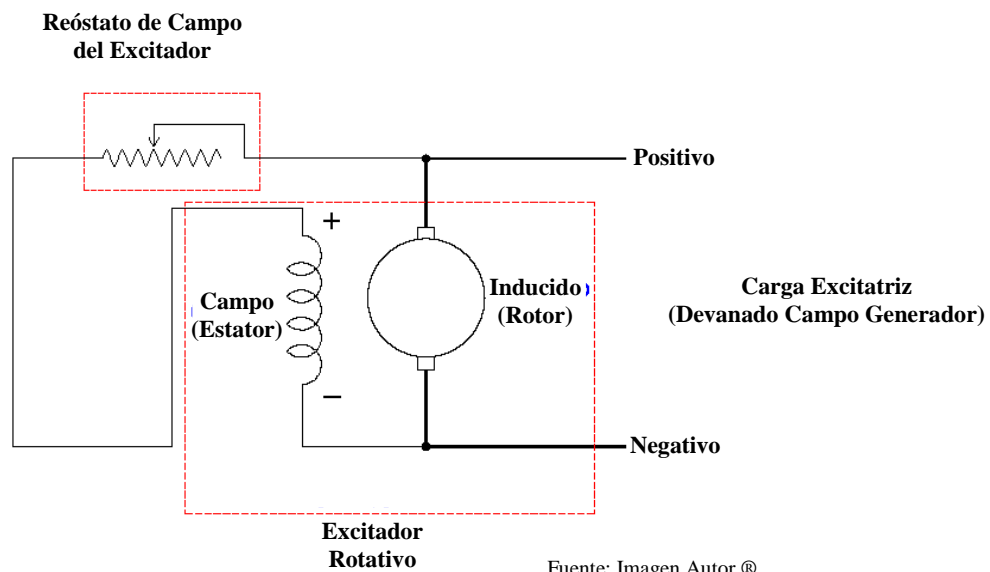 Reóstato de Campo
del Excitador
Positivo
+
Campo
(Estator)
Inducido
(Rotor)
Carga Excitatriz
(Devanado Campo Generador)
−
Negativo
Excitador
Rotativo
Fuente: Imagen Autor ®